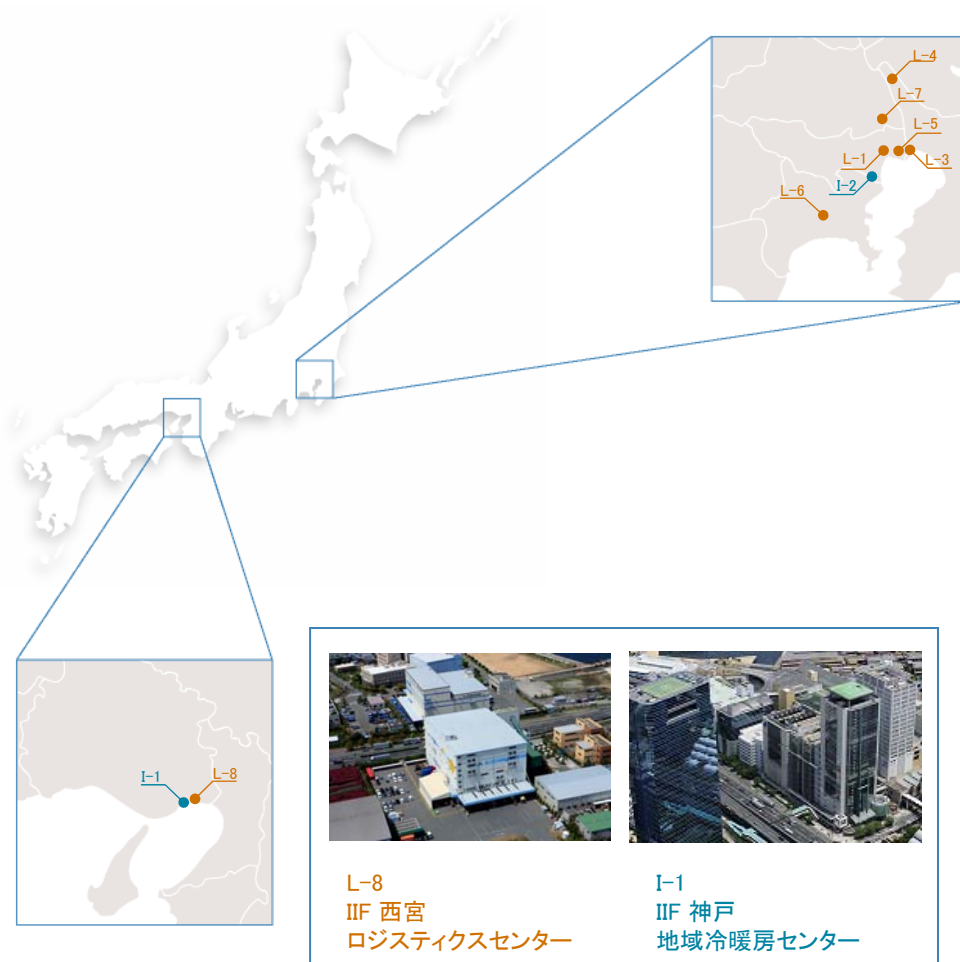 L-4
L-7
L-5
L-1
L-3
I-2
L-6
I-1
L-8
L-8
IIF 西宮
ロジスティクスセンター
I-1
IIF 神戸
地域冷暖房センター